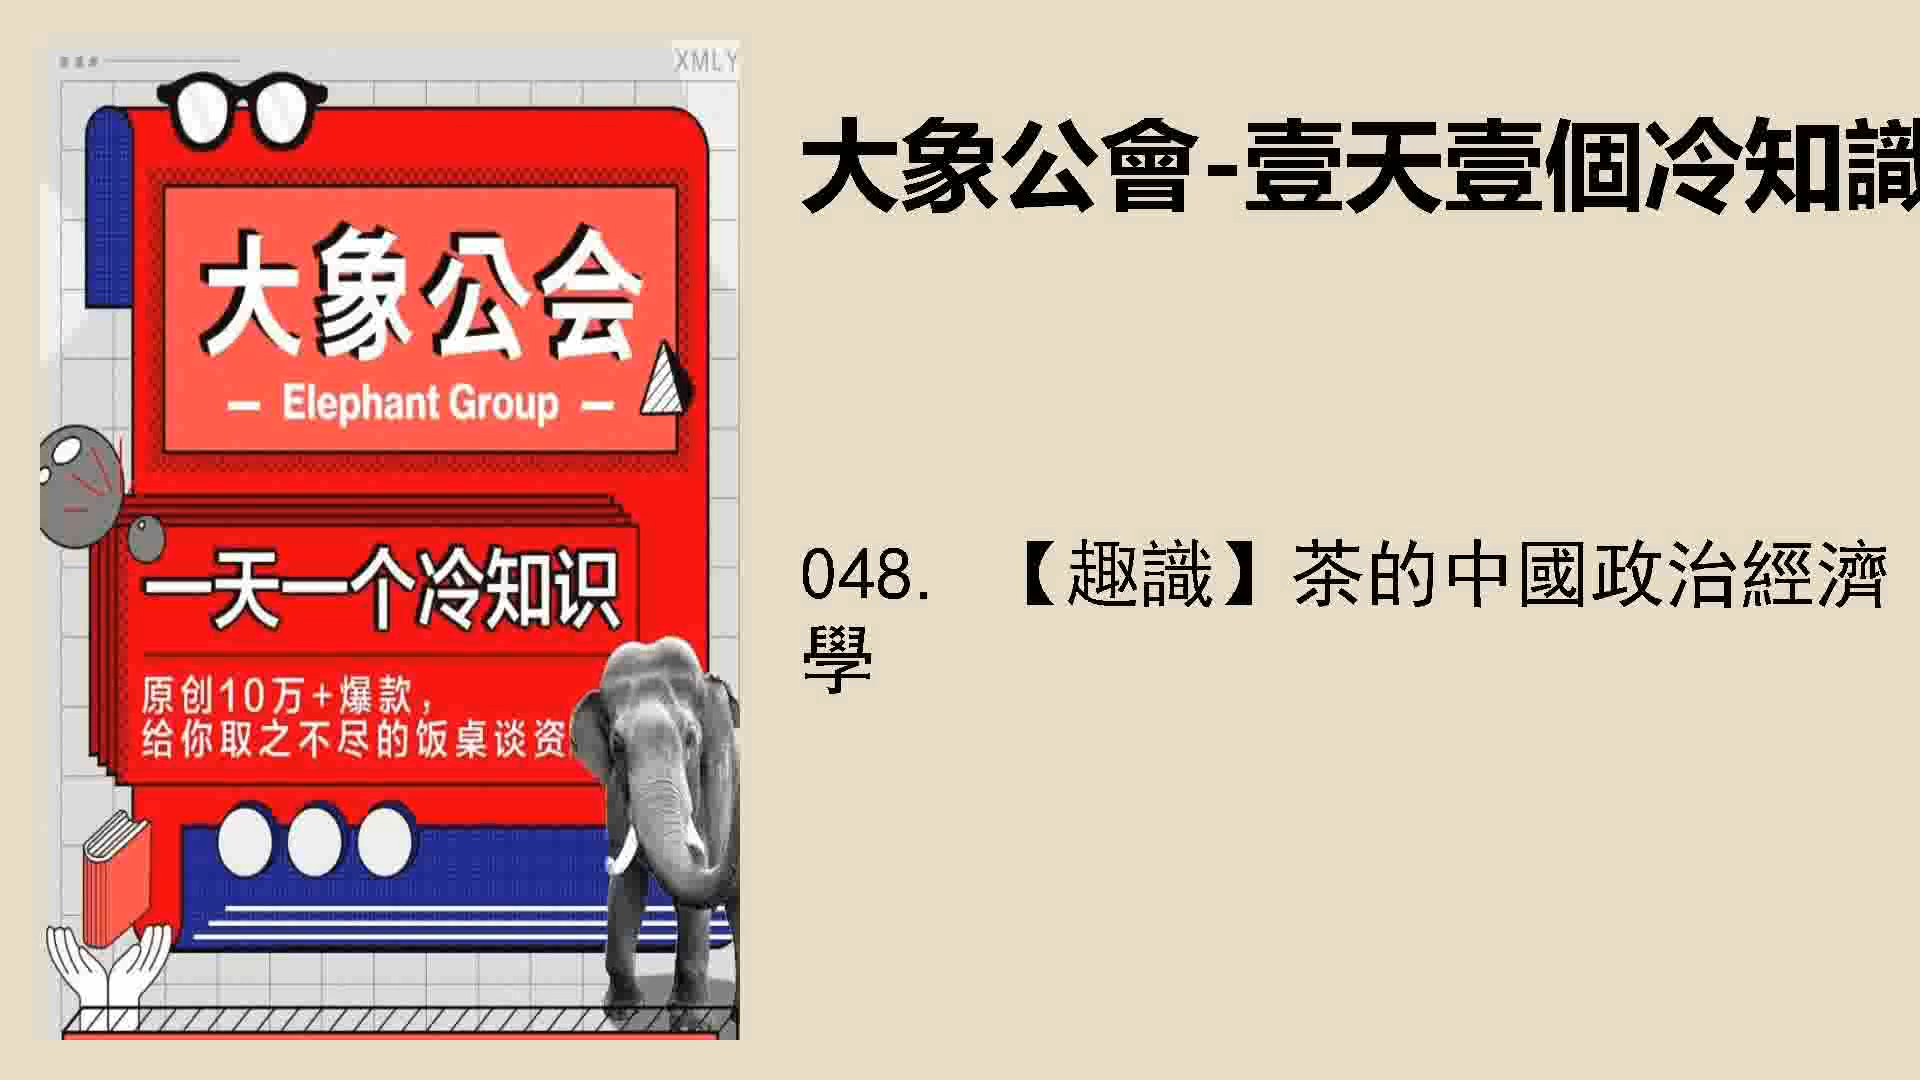 XMLY
大象公会
Elephant Group
一天一个冷知识
原创10万+爆款，
给你取之不尽的饭桌谈资
大象公會-壹天壹個冷知識
048. 【趣識】茶的中國政治經濟
學